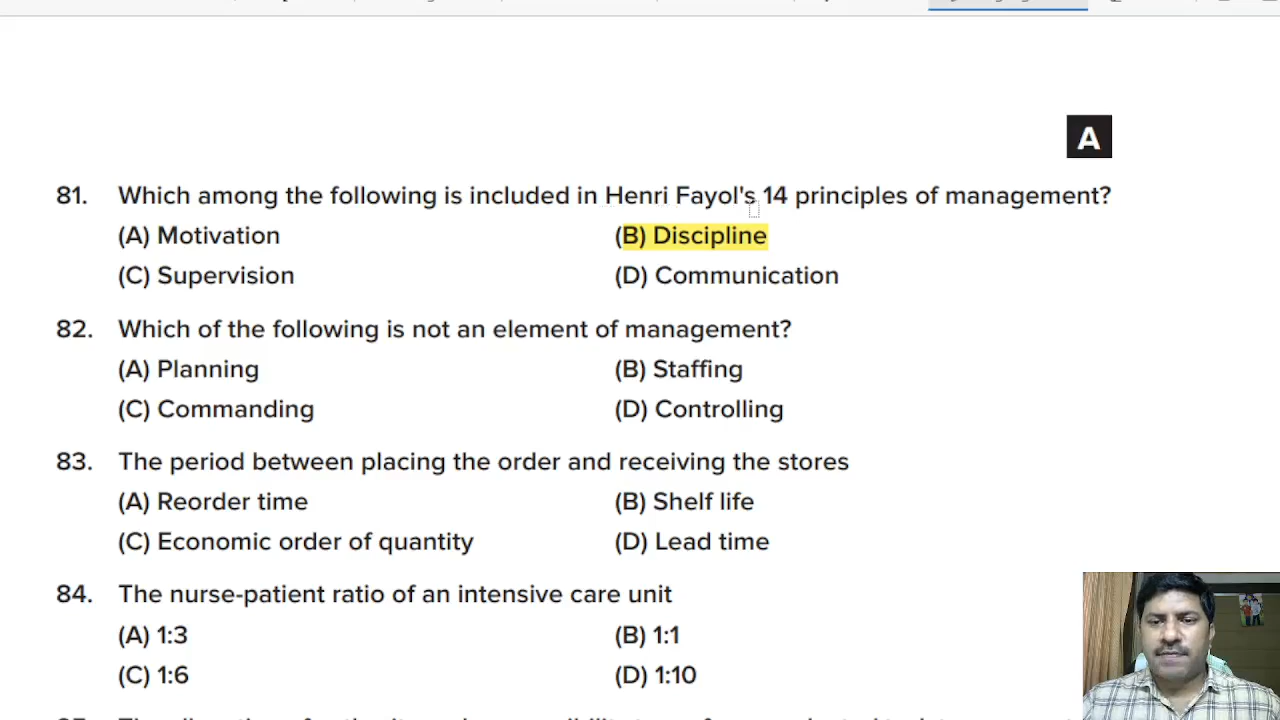 A
81. Which among the following is included in Henri Fayol's 14 principles of management?
(A) Motivation (B) Discipline
(C) Supervision (D) Communication
82. Which of the following is not an element of management?
(A) Planning (B) Staffing
(C) Commanding (D) Controlling
83. The period between placing the order and receiving the stores
(A) Reorder time (B) Shelf life
(C) Economic order of quantity (D) Lead time
84. The nurse-patient ratio of an intensive care unit
(A) 1:3 (B) 1:1
(C) 1:6 (D) 1:10